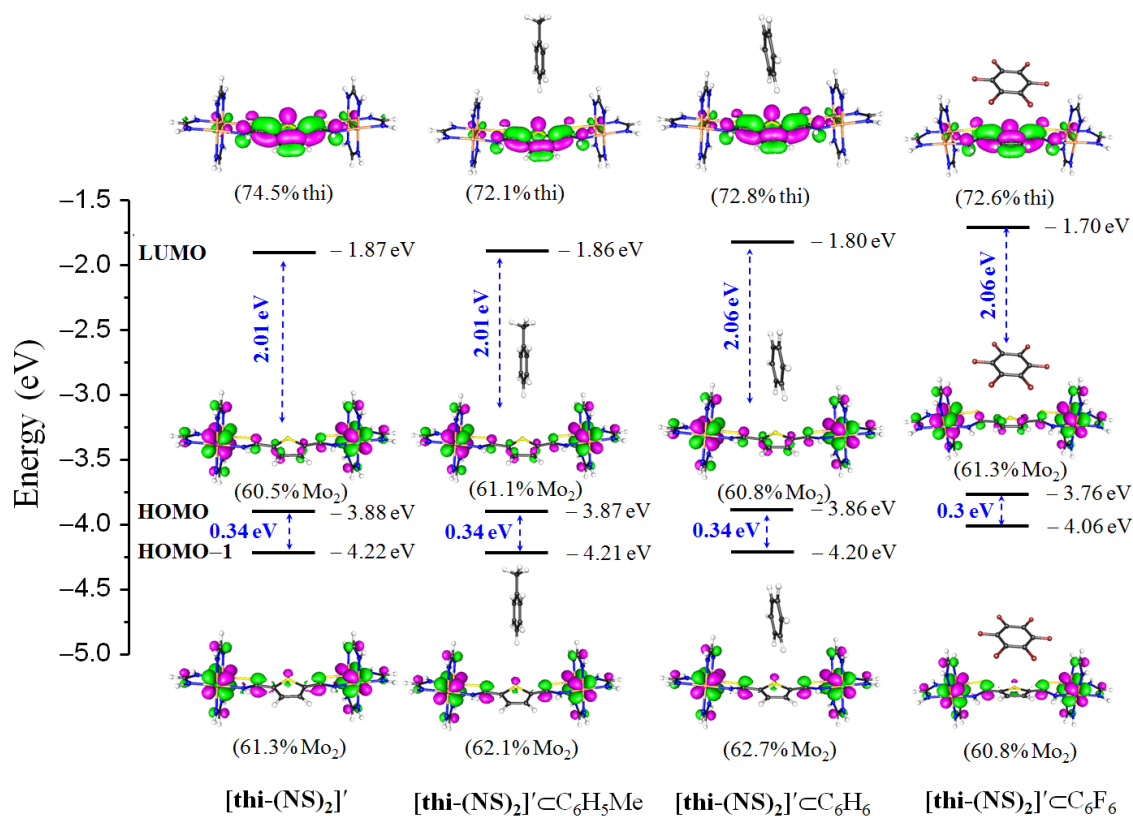 (74.5% thi)
(72.1% thi)
(72.8% thi)
(72.6% thi)
Energy (eV)
−1.5
−2.0
−2.5
−3.0
−3.5
−4.0
−4.5
−5.0
LUMO
− 1.87 eV
− 1.86 eV
− 1.80 eV
− 1.70 eV
2.01 eV
2.01 eV
2.06 eV
2.06 eV
(60.5% Mo₂)
(61.1% Mo₂)
(60.8% Mo₂)
(61.3% Mo₂)
HOMO
− 3.88 eV
− 3.87 eV
− 3.86 eV
− 3.76 eV
0.34 eV
0.34 eV
0.34 eV
0.3 eV
HOMO−1
− 4.22 eV
− 4.21 eV
− 4.20 eV
− 4.06 eV
(61.3% Mo₂)
(62.1% Mo₂)
(62.7% Mo₂)
(60.8% Mo₂)
[thi-(NS)₂]′
[thi-(NS)₂]′⊂C₆H₅Me
[thi-(NS)₂]′⊂C₆H₆
[thi-(NS)₂]′⊂C₆F₆